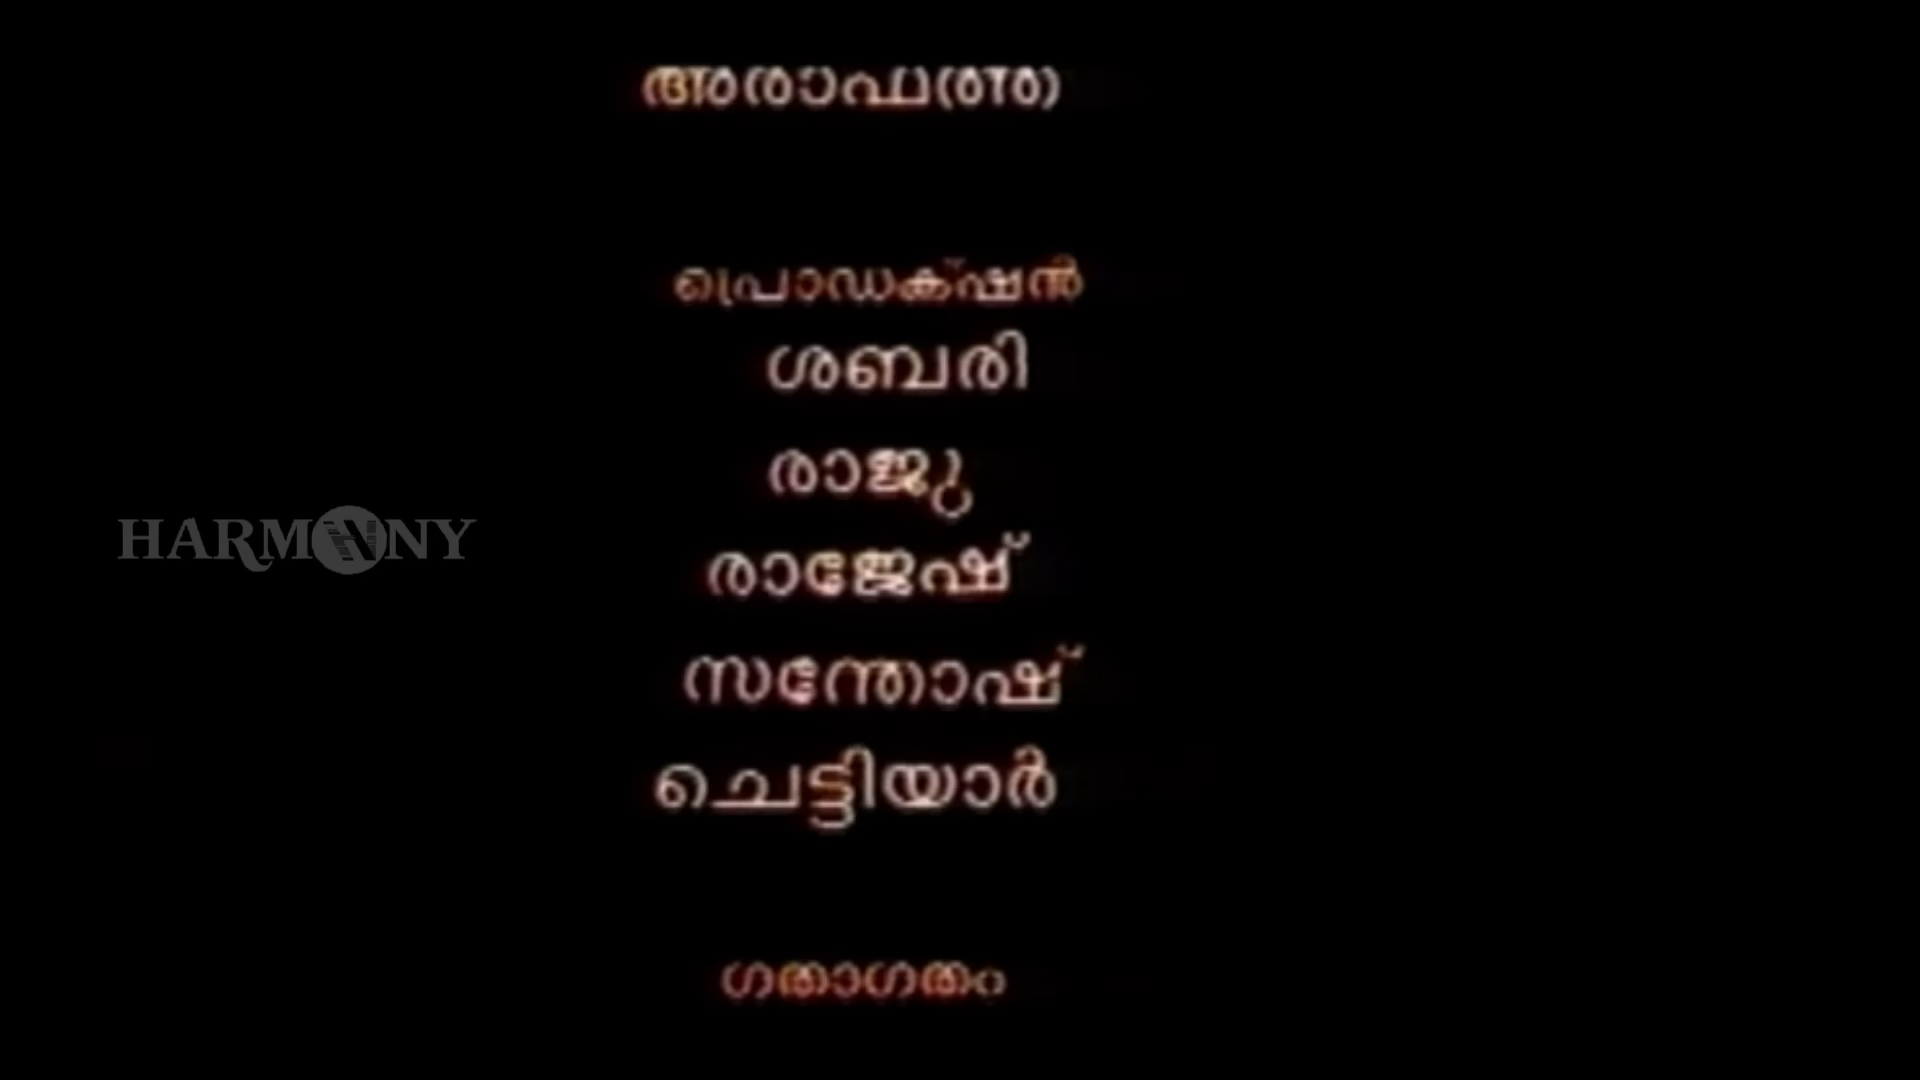 അരാഫത്ത്
പ്രൊഡക്ഷൻ
ശബരി
രാജു
HARMONY
രാജേഷ്
സന്തോഷ്
ചെട്ടിയാർ
ഗതാഗതം